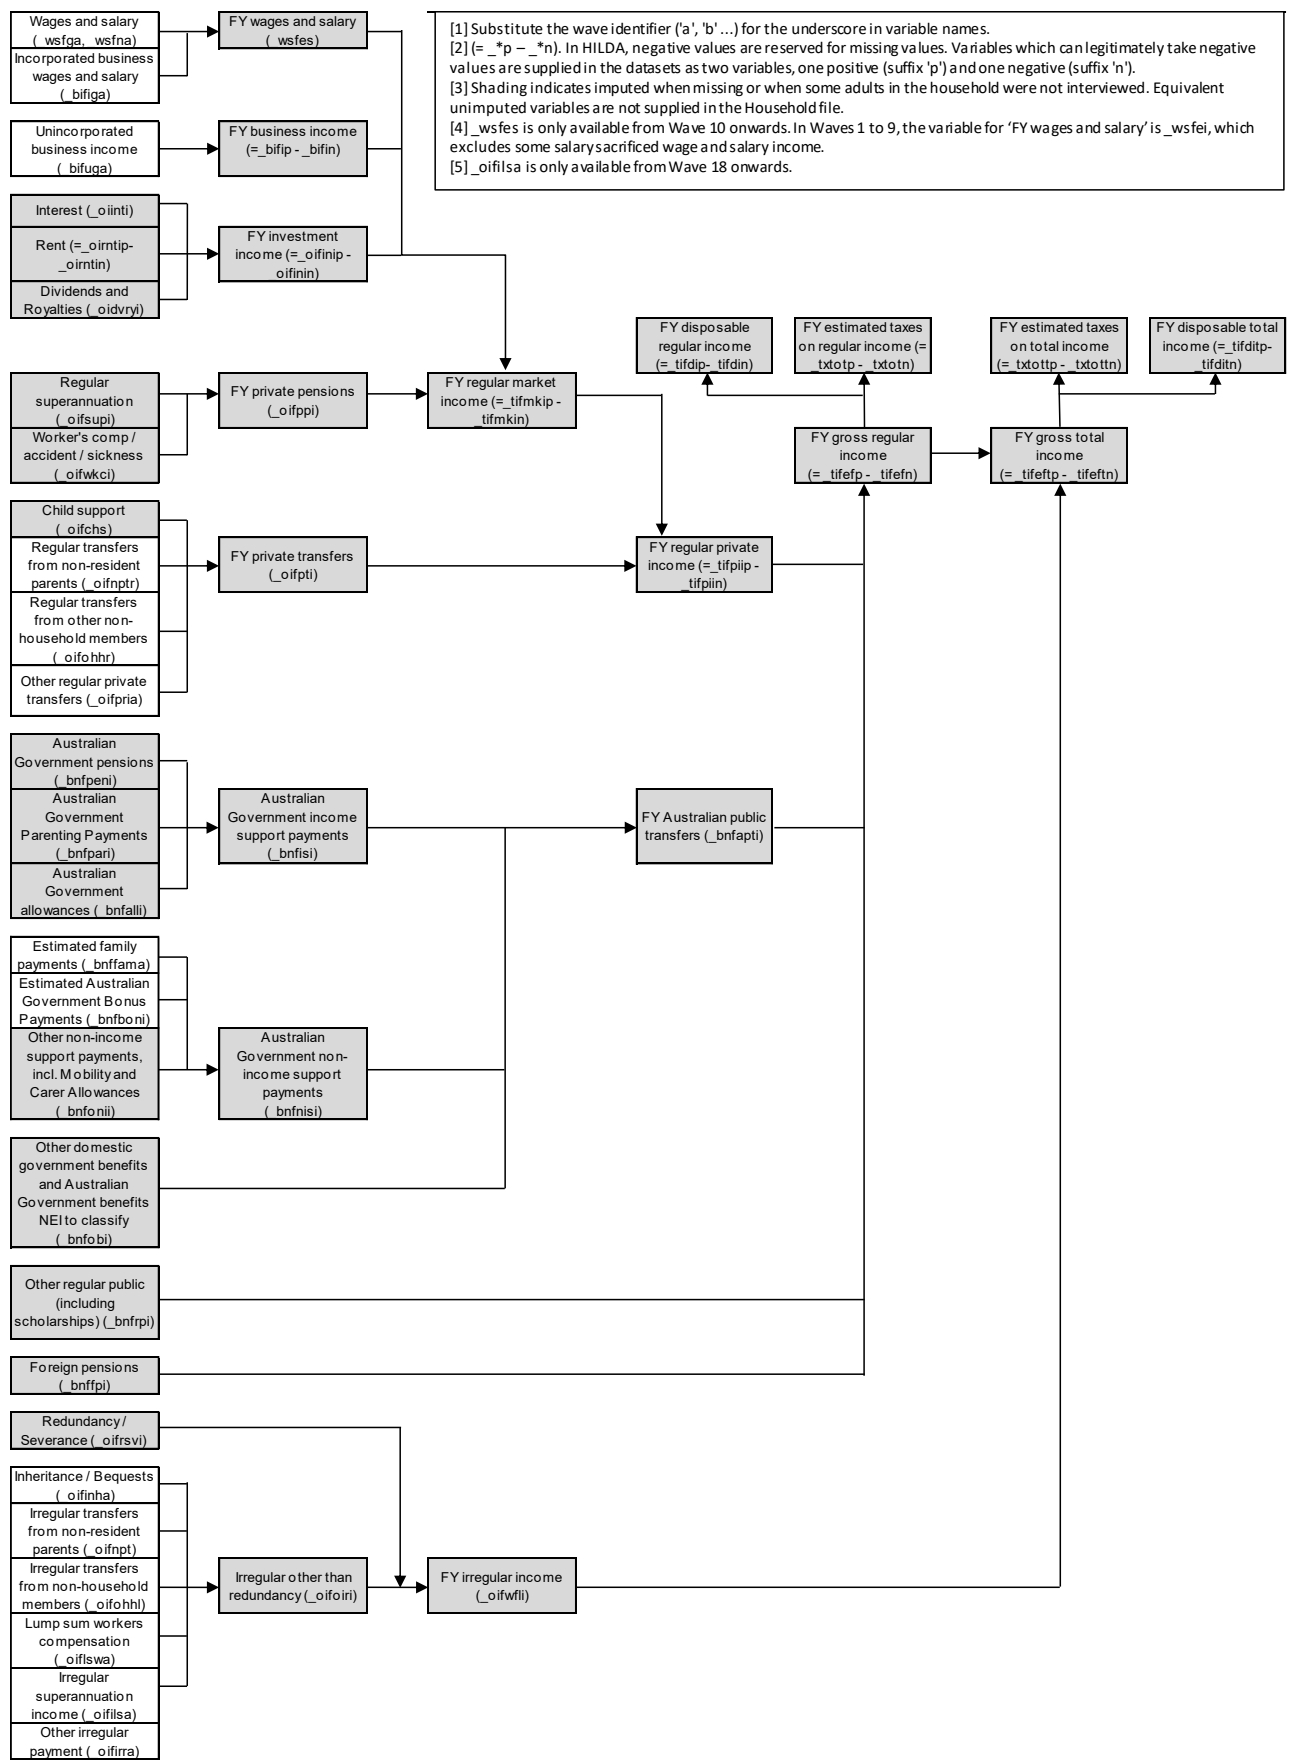 Wages and salary
(_wsfga, _wsfna)
Incorporated business
wages and salary
(_bifiga)
FY wages and salary
(_wsfes)
[1] Substitute the wave identifier ('a', 'b' ...) for the underscore in variable names.
[2] (= _*p – _*n). In HILDA, negative values are reserved for missing values. Variables which can legitimately take negative
values are supplied in the datasets as two variables, one positive (suffix 'p') and one negative (suffix 'n').
[3] Shading indicates imputed when missing or when some adults in the household were not interviewed. Equivalent
unimputed variables are not supplied in the Household file.
[4] _wsfes is only available from Wave 10 onwards. In Waves 1 to 9, the variable for ‘FY wages and salary’ is _wsfei, which
excludes some salary sacrificed wage and salary income.
[5] _oifilsa is only available from Wave 18 onwards.
Unincorporated
business income
(_bifuga)
FY business income
(=_bifip - _bifin)
Interest (_oiinti)
Rent (=_oirntip-
_oirntin)
Dividends and
Royalties (_oidvryi)
FY investment
income (=_oifinip -
_oifinin)
FY disposable
regular income
(=_tifdip-_tifdin)
FY estimated taxes
on regular income (=
_txtotp - _txtotn)
FY estimated taxes
on total income (=
_txtottp - _txtottn)
FY disposable total
income (=_tifditp-
_tifditn)
Regular
superannuation
(_oifsupi)
Worker's comp /
accident / sickness
(_oifwkci)
FY private pensions
(_oifppi)
FY regular market
income (=_tifmkip -
_tifmkin)
FY gross regular
income
(= _tifefp - _tifefn)
FY gross total
income
(= _tifeftp - _tifeftn)
Child support
(_oifchs)
Regular transfers
from non-resident
parents (_oifnptr)
Regular transfers
from other non-
household members
(_oifohhr)
Other regular private
transfers (_oifpria)
FY private transfers
(_oifpti)
FY regular private
income (=_tifpiip -
_tifpiin)
Australian
Government pensions
(_bnfpeni)
Australian
Government
Parenting Payments
(_bnfpari)
Australian
Government
allowances (_bnfalli)
Australian
Government income
support payments
(_bnfisi)
FY Australian public
transfers (_bnfapti)
Estimated family
payments (_bnffama)
Estimated Australian
Government Bonus
Payments (_bnfboni)
Other non-income
support payments,
incl. Mobility and
Carer Allowances
(_bnfonii)
Australian
Government non-
income support
payments
(_bnfnisi)
Other domestic
government benefits
and Australian
Government benefits
NEI to classify
(_bnfobi)
Other regular public
(including
scholarships) (_bnfrpi)
Foreign pensions
(_bnffpi)
Redundancy /
Severance (_oifrsvi)
Inheritance / Bequests
(_oifinha)
Irregular transfers
from non-resident
parents (_oifnpt)
Irregular transfers
from non-household
members (_oifohhl)
Lump sum workers
compensation
(_oiflswa)
Irregular
superannuation
income (_oifilsa)
Other irregular
payment (_oifirra)
Irregular other than
redundancy (_oifoiri)
FY irregular income
(_oifwfli)